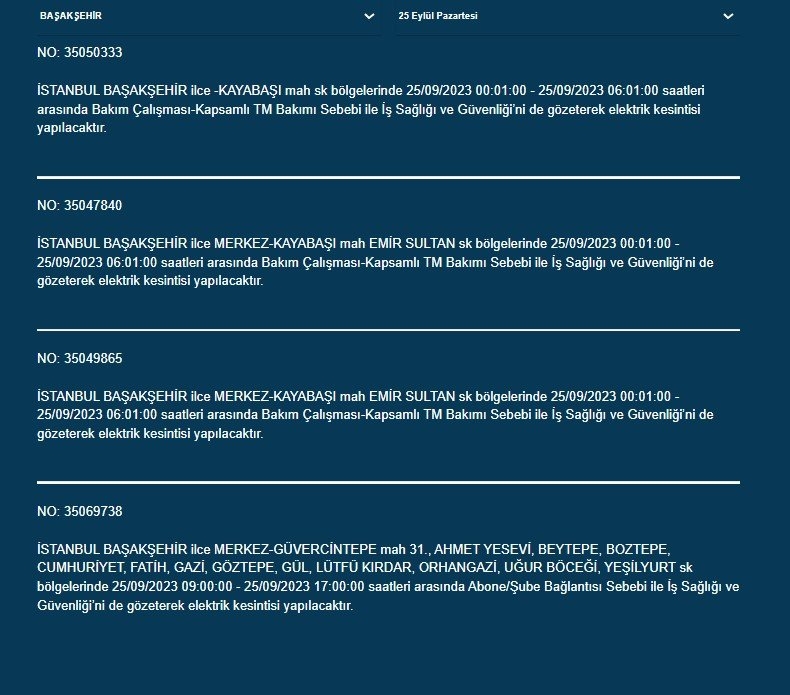 BAŞAKŞEHİR 25 Eylül Pazartesi
NO: 35050333
İSTANBUL BAŞAKŞEHİR ilce -KAYABAŞI mah sk bölgelerinde 25/09/2023 00:01:00 - 25/09/2023 06:01:00 saatleri
arasında Bakım Çalışması-Kapsamlı TM Bakımı Sebebi ile İş Sağlığı ve Güvenliği'ni de gözeterek elektrik kesintisi
yapılacaktır.
NO: 35047840
İSTANBUL BAŞAKŞEHİR ilce MERKEZ-KAYABAŞI mah EMİR SULTAN sk bölgelerinde 25/09/2023 00:01:00 -
25/09/2023 06:01:00 saatleri arasında Bakım Çalışması-Kapsamlı TM Bakımı Sebebi ile İş Sağlığı ve Güvenliği'ni de
gözeterek elektrik kesintisi yapılacaktır.
NO: 35049865
İSTANBUL BAŞAKŞEHİR ilce MERKEZ-KAYABAŞI mah EMİR SULTAN sk bölgelerinde 25/09/2023 00:01:00 -
25/09/2023 06:01:00 saatleri arasında Bakım Çalışması-Kapsamlı TM Bakımı Sebebi ile İş Sağlığı ve Güvenliği'ni de
gözeterek elektrik kesintisi yapılacaktır.
NO: 35069738
İSTANBUL BAŞAKŞEHİR ilce MERKEZ-GÜVERCİNTEPE mah 31., AHMET YESEVİ, BEYTEPE, BOZTEPE,
CUMHURİYET, FATİH, GAZİ, GÖZTEPE, GÜL, LÜTFÜ KIRDAR, ORHANGAZİ, UĞUR BÖCEĞİ, YEŞİLYURT sk
bölgelerinde 25/09/2023 09:00:00 - 25/09/2023 17:00:00 saatleri arasında Abone/Şube Bağlantısı Sebebi ile İş Sağlığı ve
Güvenliği'ni de gözeterek elektrik kesintisi yapılacaktır.